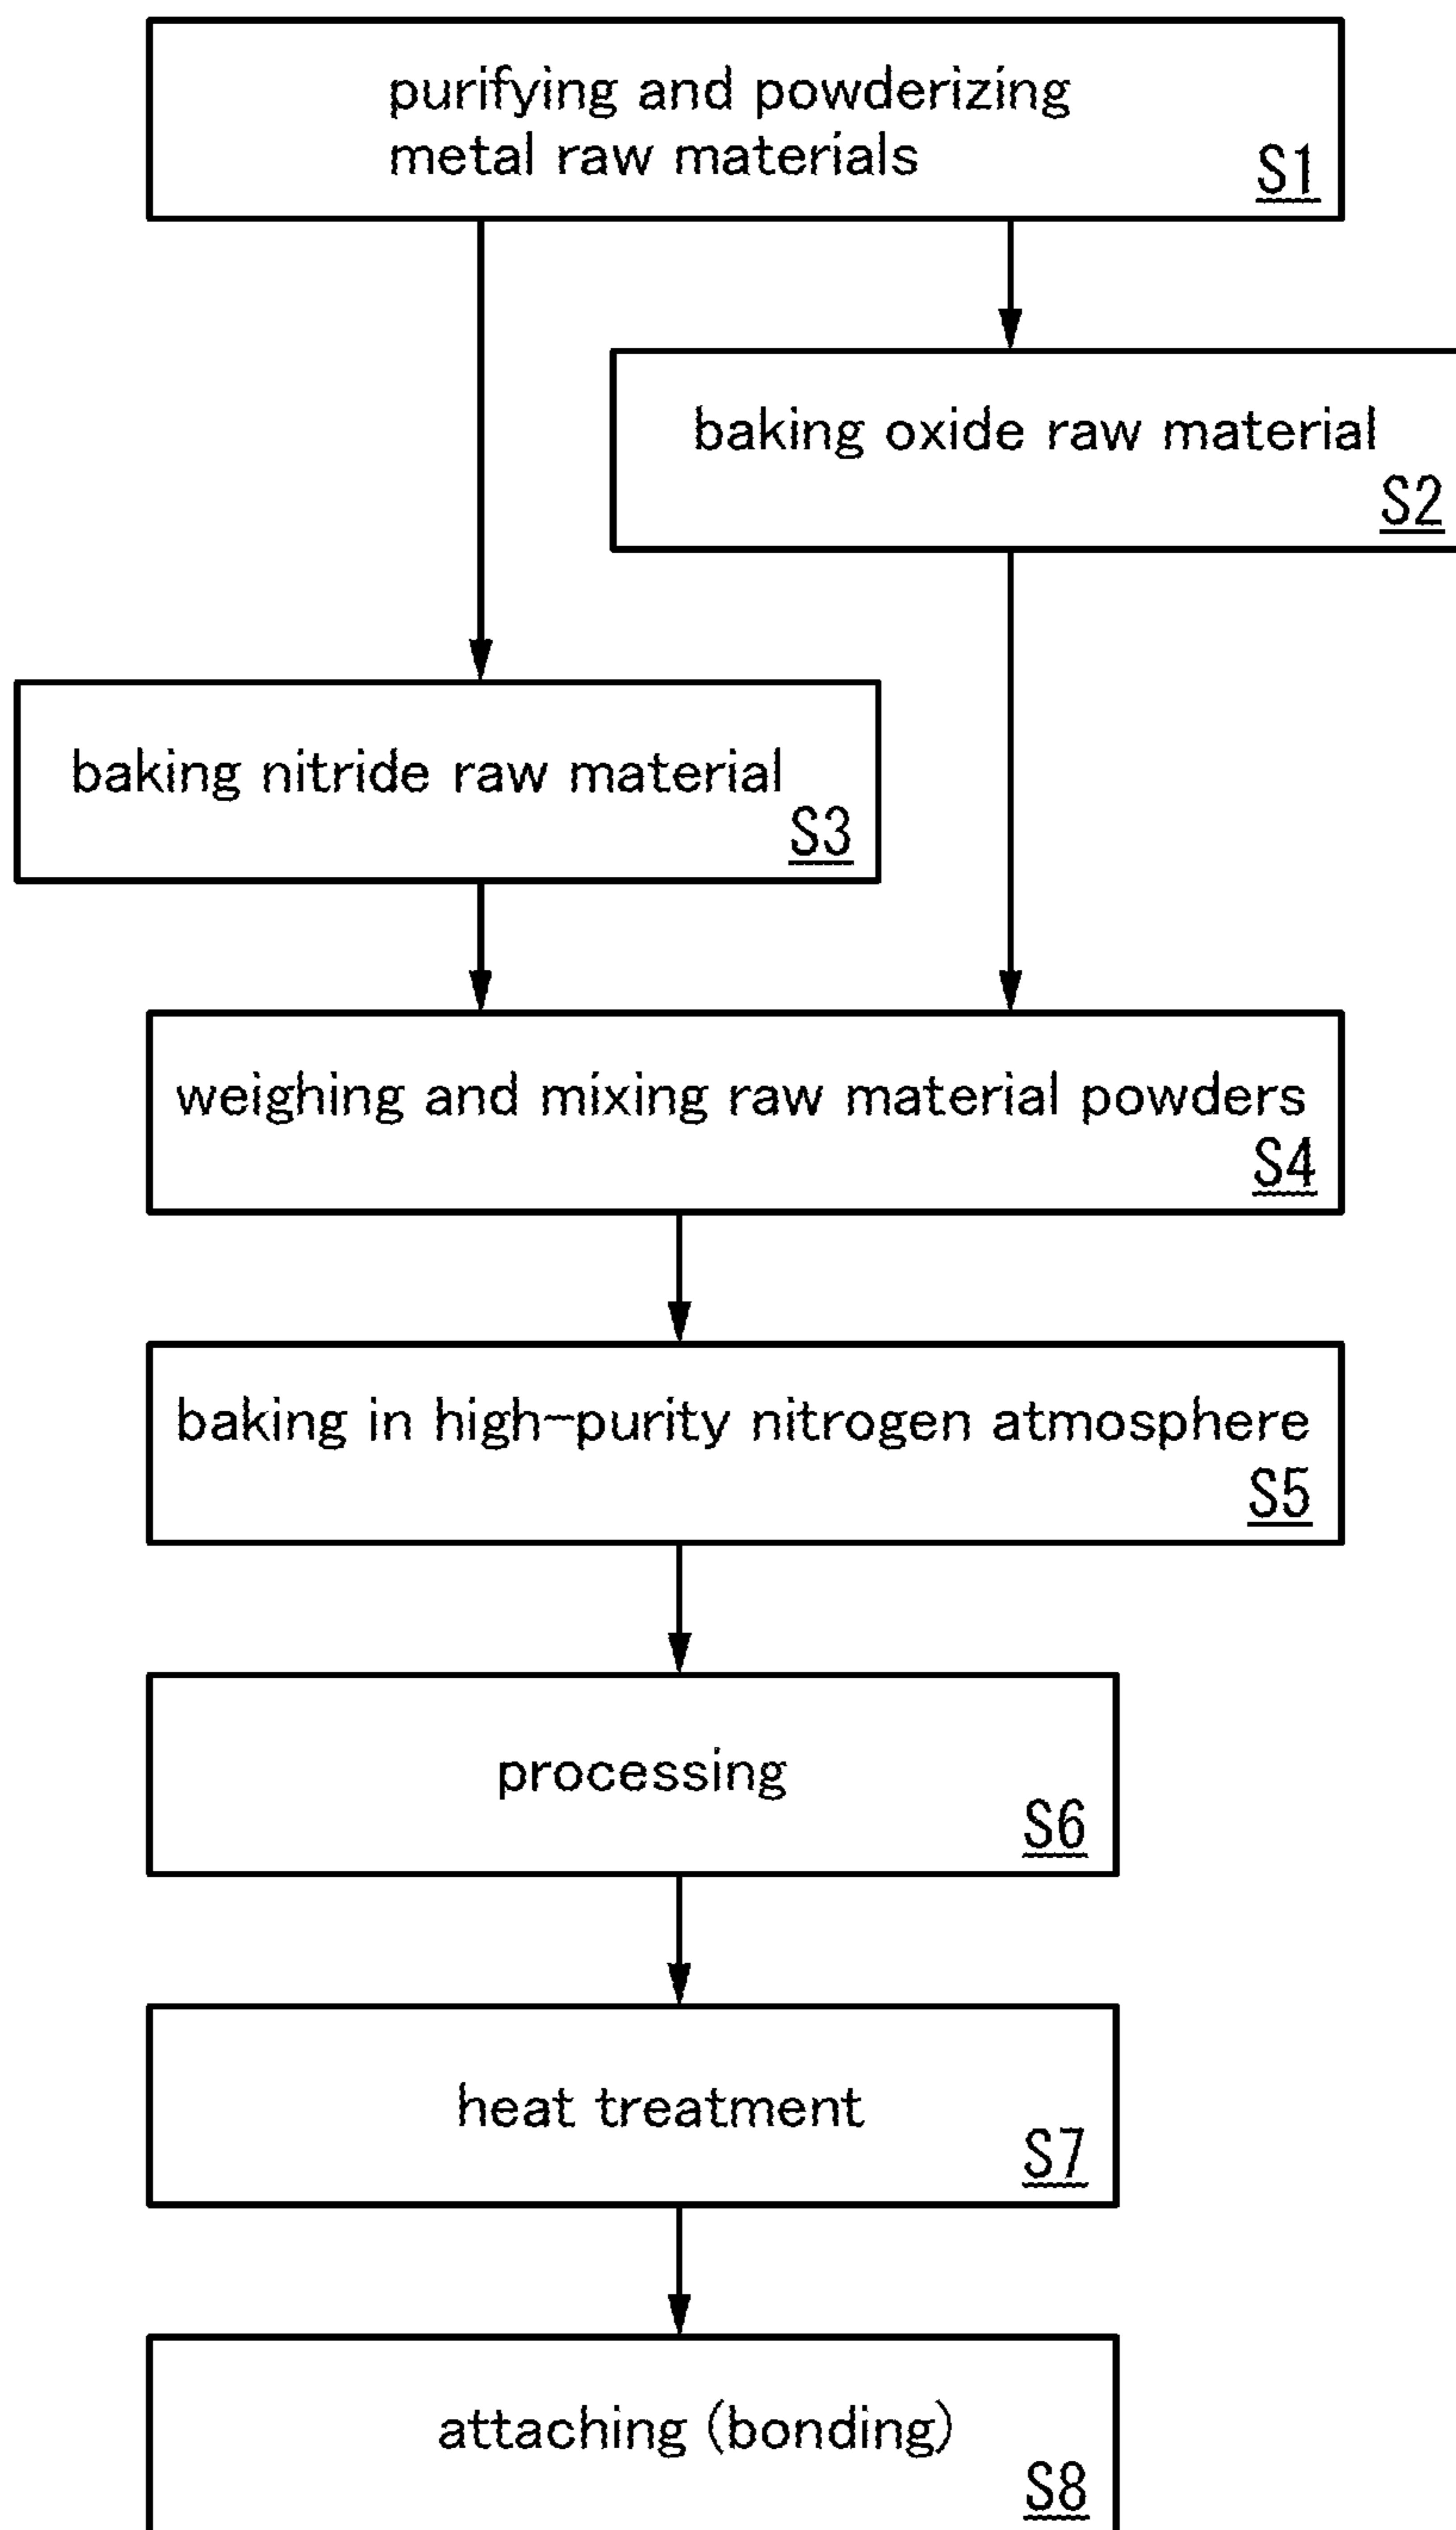 purifying and powderizing
metal raw materials
S1
baking oxide raw material
S2
baking nitride raw material
S3
weighing and mixing raw material powders
S4
baking in high-purity nitrogen atmosphere
S5
processing
S6
heat treatment
S7
attaching (bonding)
S8